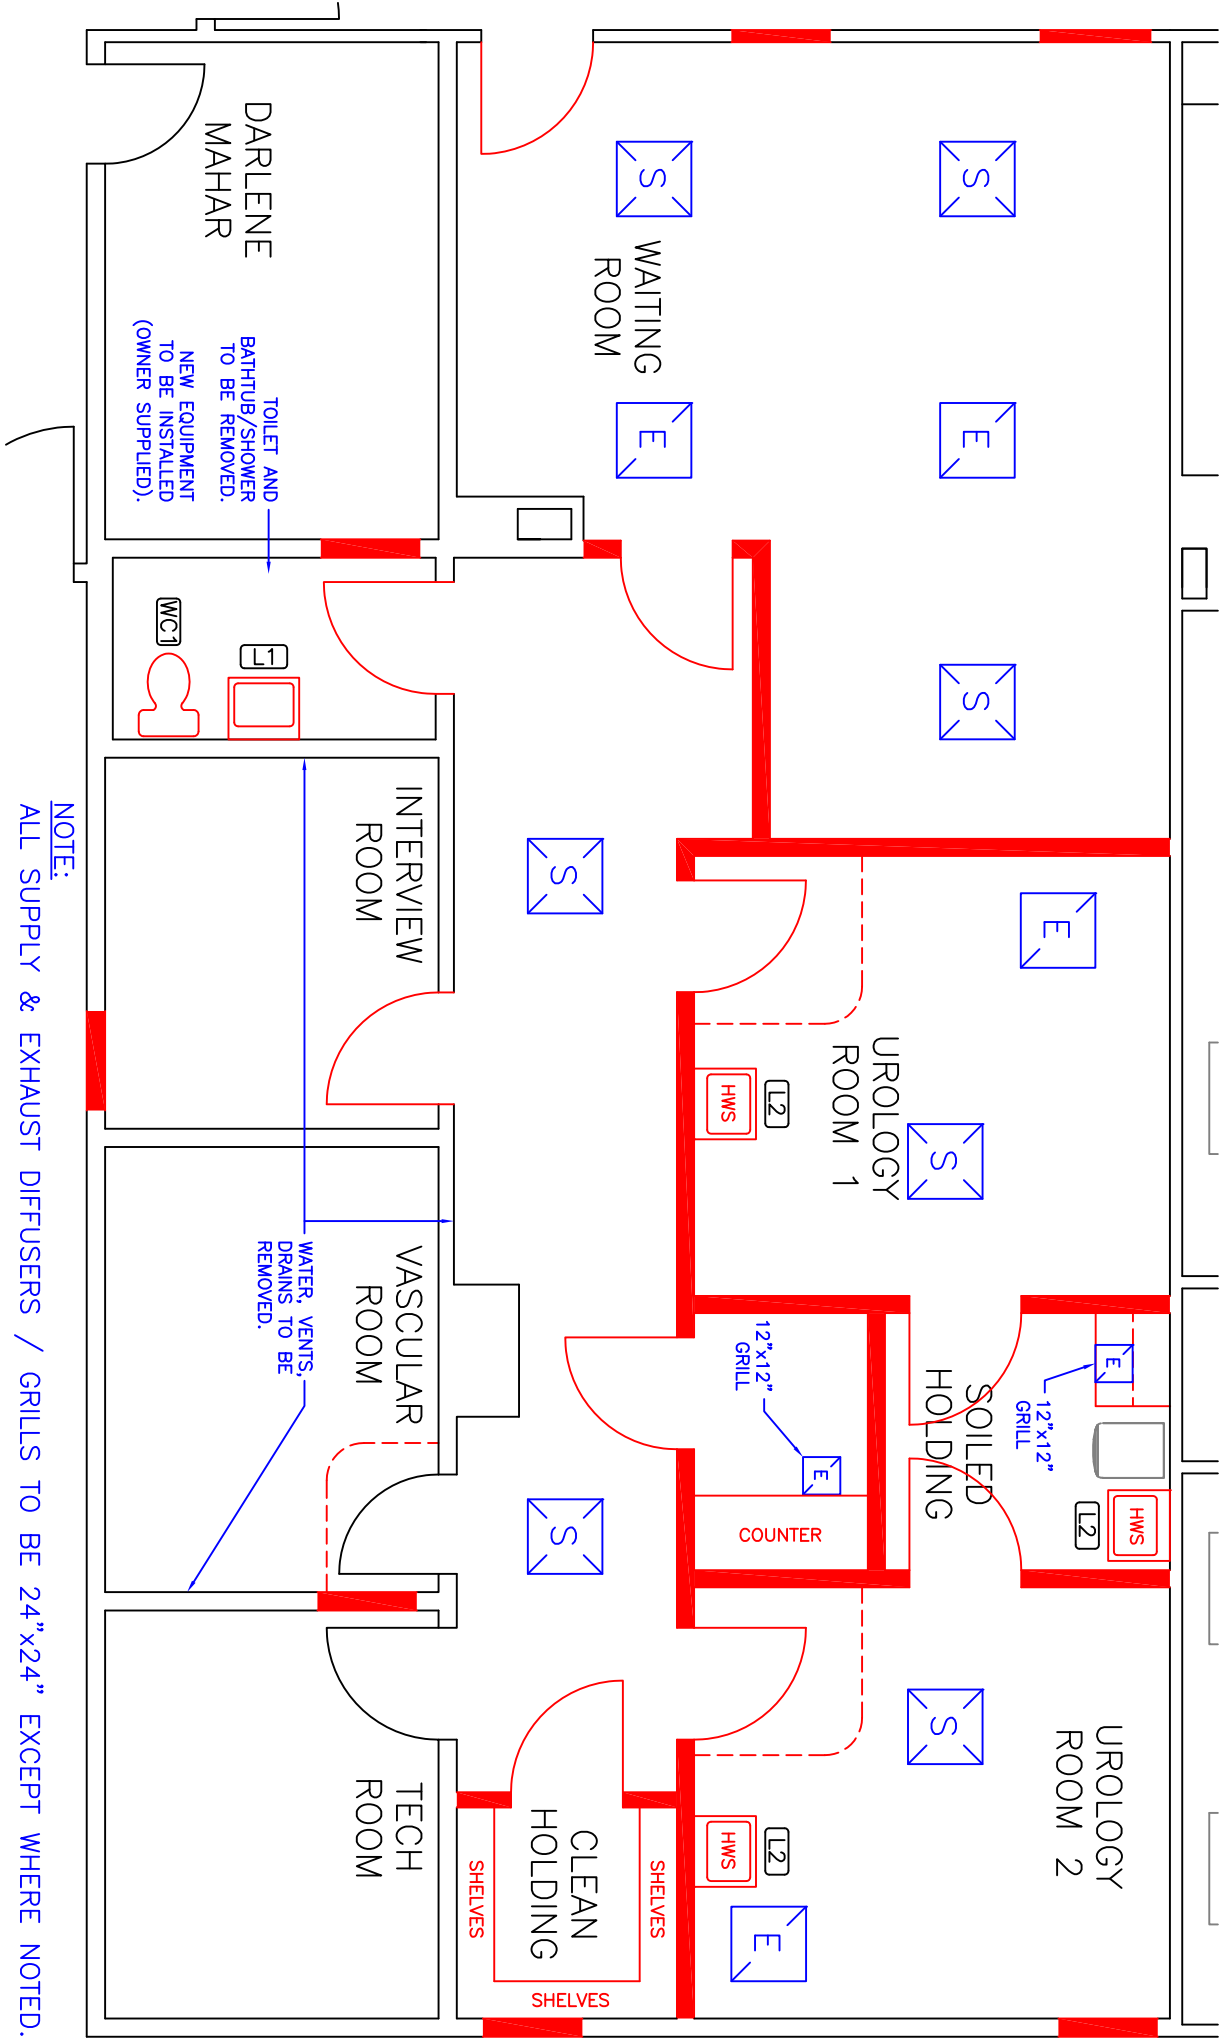 DARLENE
MAHAR
WAITING
ROOM
S
S
E
E
S
TOILET AND
BATHTUB/SHOWER
TO BE REMOVED.
NEW EQUIPMENT
TO BE INSTALLED
(OWNER SUPPLIED).
WC1
L1
INTERVIEW
ROOM
S
E
UROLOGY
ROOM 1
HWS
L2
S
VASCULAR
ROOM
WATER, VENTS,
DRAINS TO BE
REMOVED.
12"x12"
GRILL
E
COUNTER
SOILED
HOLDING
E
12"x12"
GRILL
HWS
L2
S
S
UROLOGY
ROOM 2
HWS
L2
E
TECH
ROOM
CLEAN
HOLDING
SHELVES
SHELVES
SHELVES
NOTE:
ALL SUPPLY & EXHAUST DIFFUSERS / GRILLS TO BE 24"x24" EXCEPT WHERE NOTED.